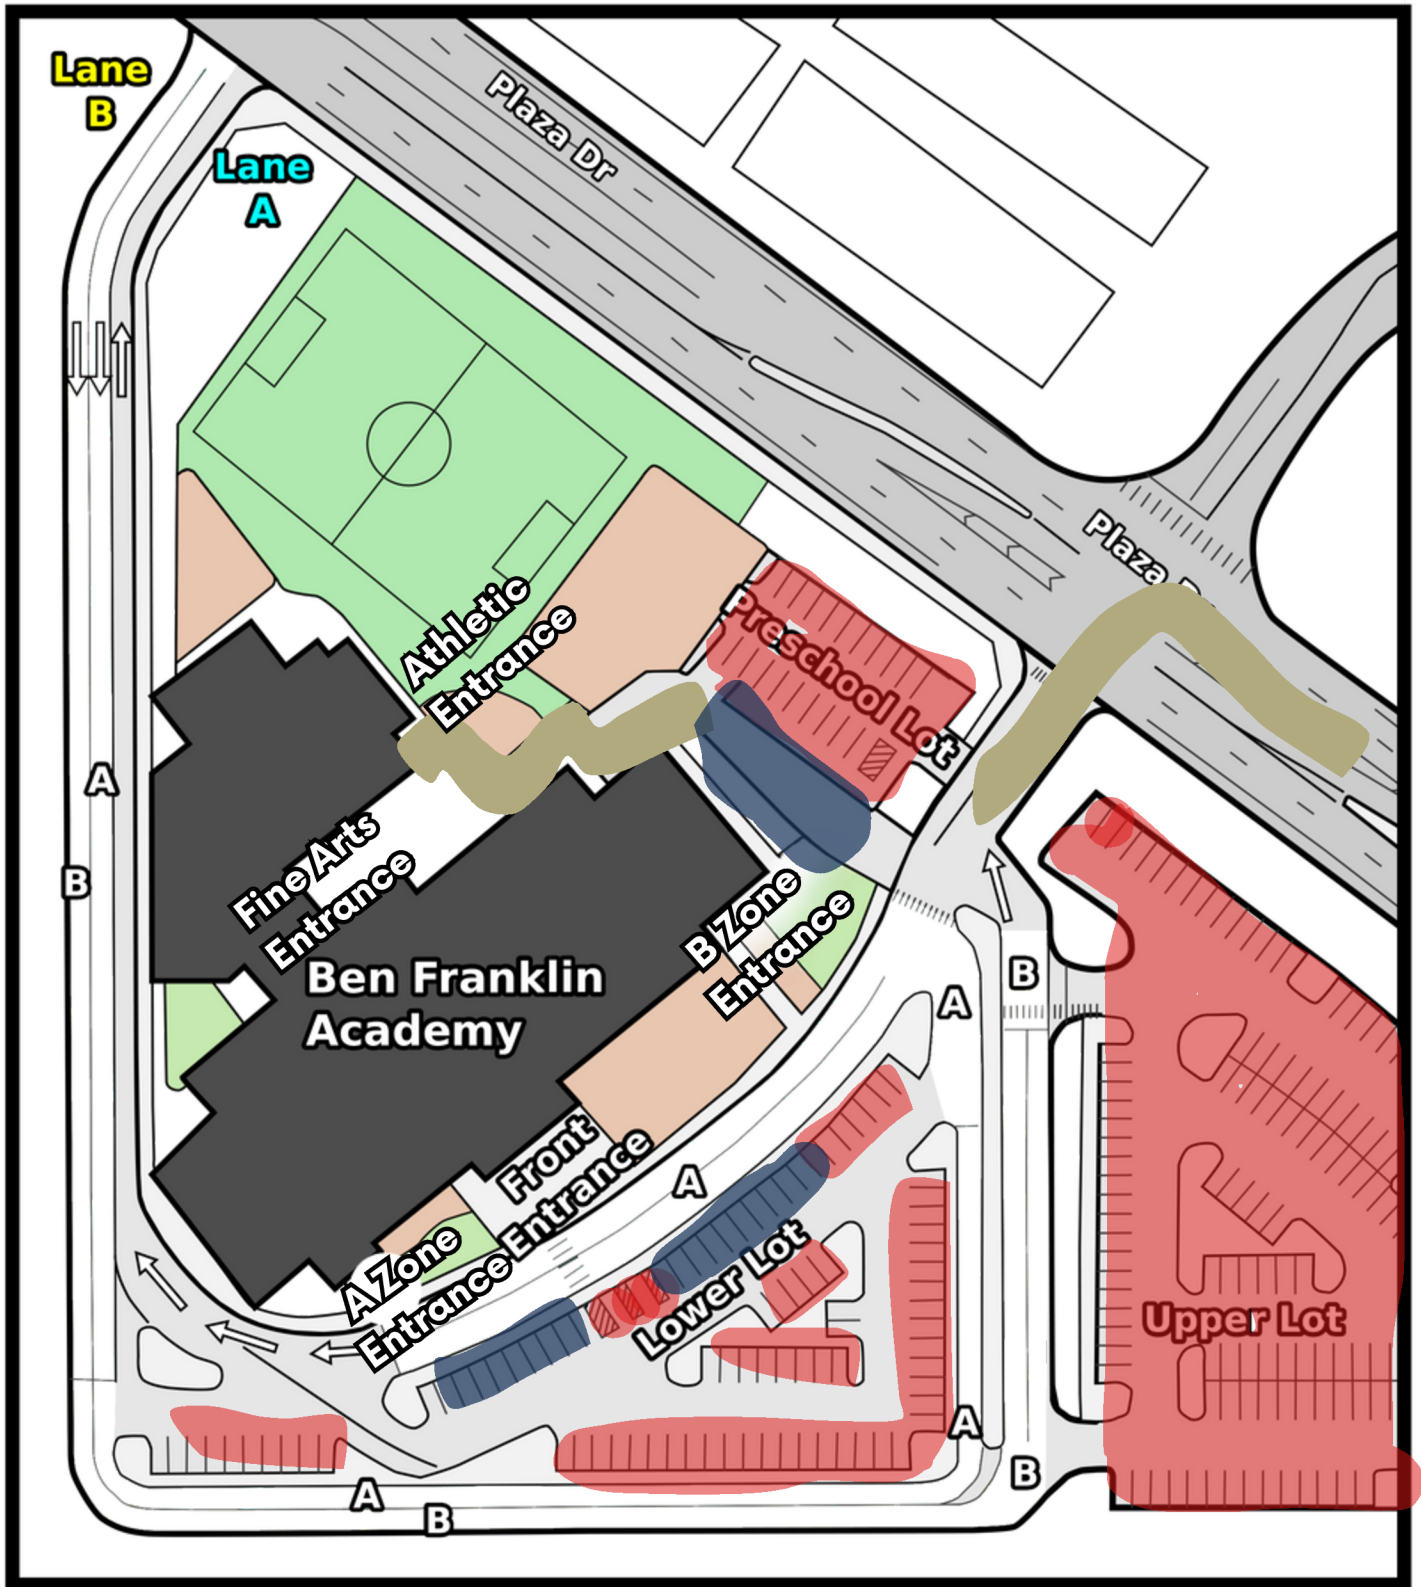 Lane
B
Lane
A
Plaza Dr
Plaza
Athletic
Entrance
Preschool Lot
A
B
Fine Arts
Entrance
B Zone
Entrance
Ben Franklin
Academy
B
A
Front
Entrance
A
A Zone
Entrance
Lower Lot
Upper Lot
A
B
A
B